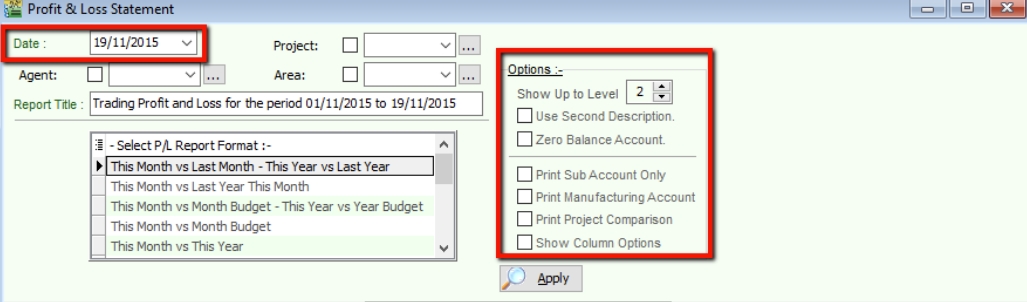 Profit & Loss Statement
Date : 19/11/2015 Project: ...
Agent: ... Area: ...
Report Title : Trading Profit and Loss for the period 01/11/2015 to 19/11/2015
- Select P/L Report Format :-
This Month vs Last Month - This Year vs Last Year
This Month vs Last Year This Month
This Month vs Month Budget - This Year vs Year Budget
This Month vs Month Budget
This Month vs This Year
Options :-
Show Up to Level 2
Use Second Description.
Zero Balance Account.
Print Sub Account Only
Print Manufacturing Account
Print Project Comparison
Show Column Options
Apply